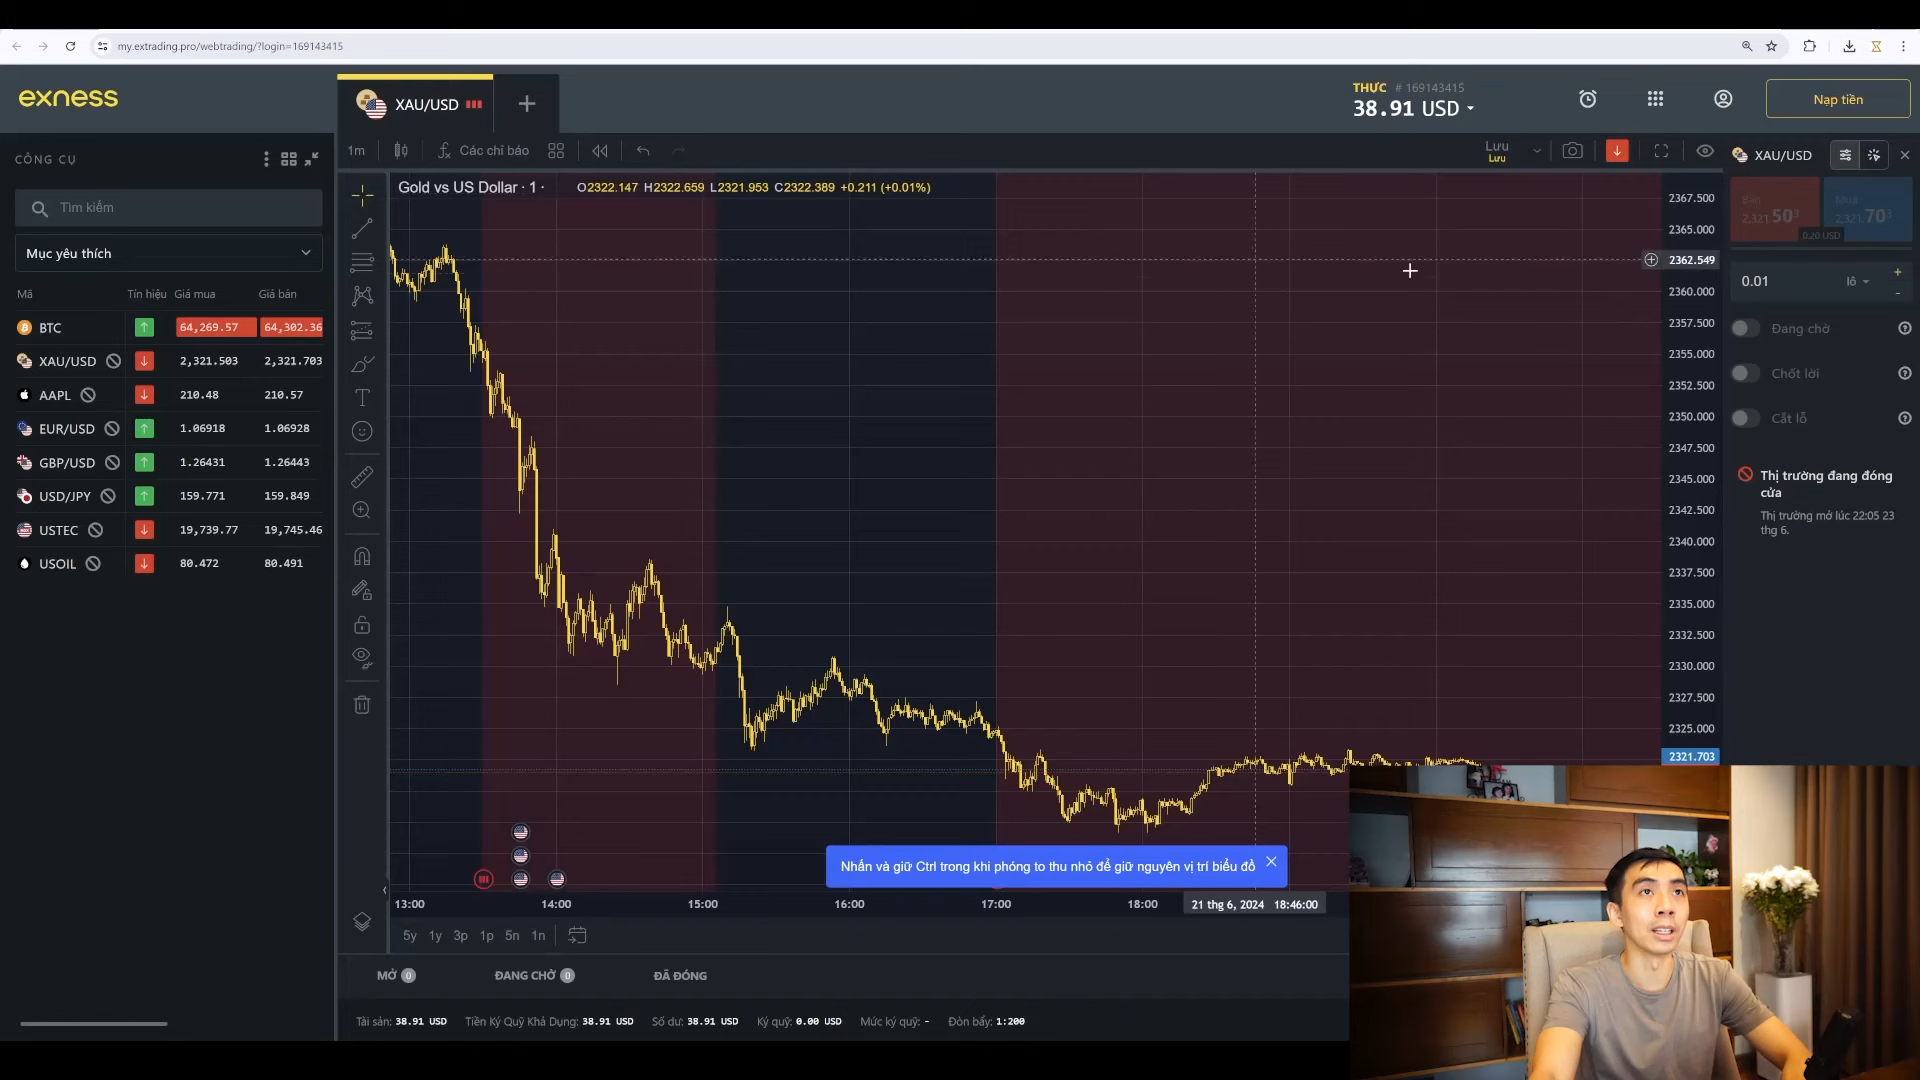 my.extrading.pro/webtrading/?login=169143415
exness
XAU/USD
THỰC # 169143415
38.91 USD
Nạp tiền
CÔNG CỤ
Tìm kiếm
Mục yêu thích
Mã Tín hiệu Giá mua Giá bán
BTC 64,269.57 64,302.36
XAU/USD 2,321.503 2,321.703
AAPL 210.48 210.57
EUR/USD 1.06918 1.06928
GBP/USD 1.26431 1.26443
USD/JPY 159.771 159.849
USTEC 19,739.77 19,745.46
USOIL 80.472 80.491
1m Các chỉ báo
Lưu
Lưu
Gold vs US Dollar · 1 · O2322.147 H2322.659 L2321.953 C2322.389 +0.211 (+0.01%)
2367.500
2365.000
2362.549
2360.000
2357.500
2355.000
2352.500
2350.000
2347.500
2345.000
2342.500
2340.000
2337.500
2335.000
2332.500
2330.000
2327.500
2325.000
2321.703
Nhấn và giữ Ctrl trong khi phóng to thu nhỏ để giữ nguyên vị trí biểu đồ
13:00 14:00 15:00 16:00 17:00 18:00 21 thg 6, 2024 18:46:00
5y 1y 3p 1p 5n 1n
MỞ 0 ĐANG CHỜ 0 ĐÃ ĐÓNG
Tài sản: 38.91 USD Tiền Ký Quỹ Khả Dụng: 38.91 USD Số dư: 38.91 USD Ký quỹ: 0.00 USD Mức ký quỹ: - Đòn bẩy: 1:200
XAU/USD
Bán Mua
2,321.503 2,321.703
0.20 USD
0.01 lô
Đang chờ
Chốt lời
Cắt lỗ
Thị trường đang đóng
cửa
Thị trường mở lúc 22:05 23
thg 6.